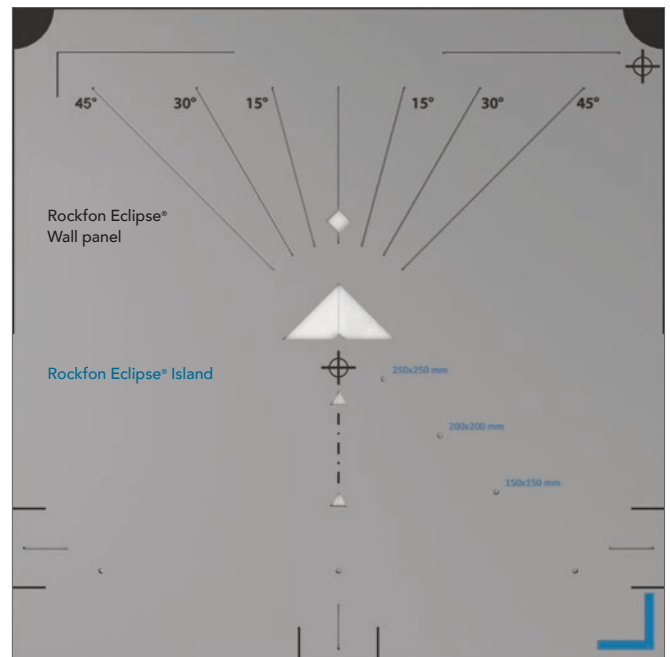 45° 30° 15° 15° 30° 45°
Rockfon Eclipse®
Wall panel
Rockfon Eclipse® Island
250x250 mm
200x200 mm
150x150 mm